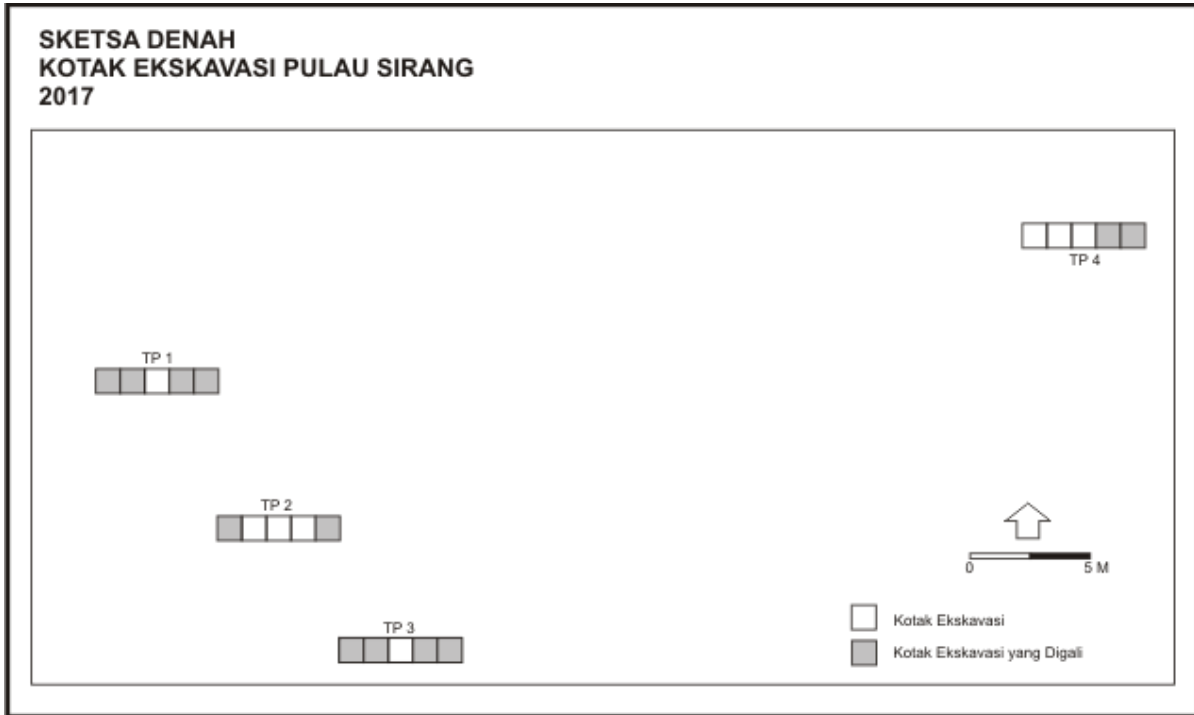 SKETSA DENAH
KOTAK EKSKAVASI PULAU SIRANG
2017
TP 4
TP 1
TP 2
TP 3
0 5 M
Kotak Ekskavasi
Kotak Ekskavasi yang Digali